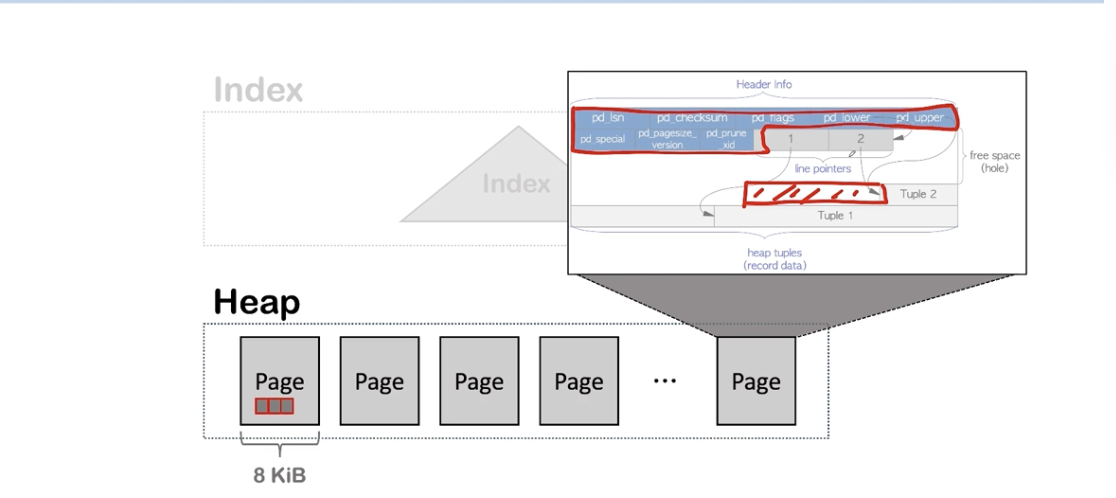 Index
Index
Header Info
pd_lsn pd_checksum pd_flags pd_lower pd_upper
pd_special pd_pagesize_version pd_prune_xid 1 2
line pointers
free space
(hole)
Tuple 2
Tuple 1
heap tuples
(record data)
Heap
Page Page Page Page ... Page
8 KiB